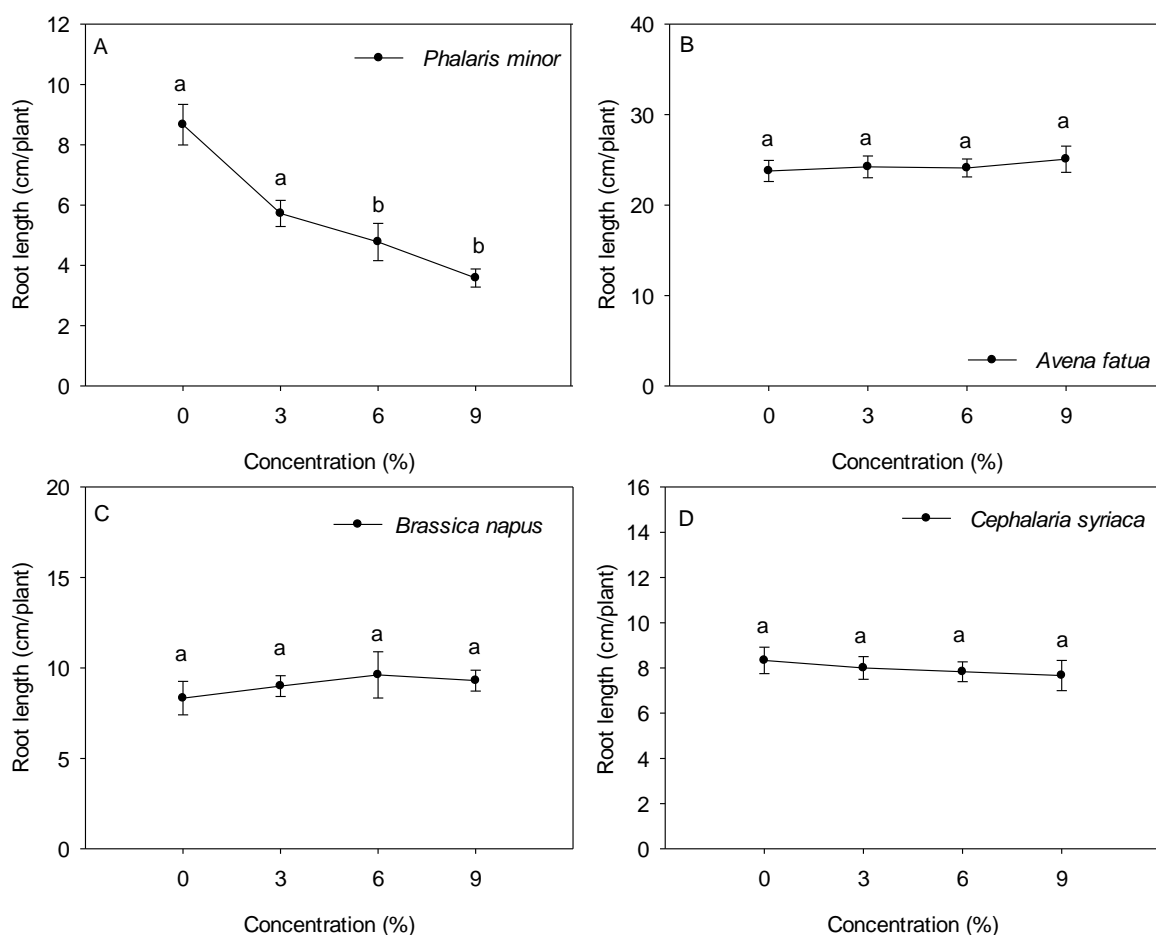 A
Phalaris minor
Root length (cm/plant)
12
10
8
6
4
2
0
a
a
b
b
0 3 6 9
Concentration (%)
B
Avena fatua
Root length (cm/plant)
40
30
20
10
0
a
a
a
a
0 3 6 9
Concentration (%)
C
Brassica napus
Root length (cm/plant)
20
15
10
5
0
a
a
a
a
0 3 6 9
Concentration (%)
D
Cephalaria syriaca
Root length (cm/plant)
16
14
12
10
8
6
4
2
0
a
a
a
a
0 3 6 9
Concentration (%)